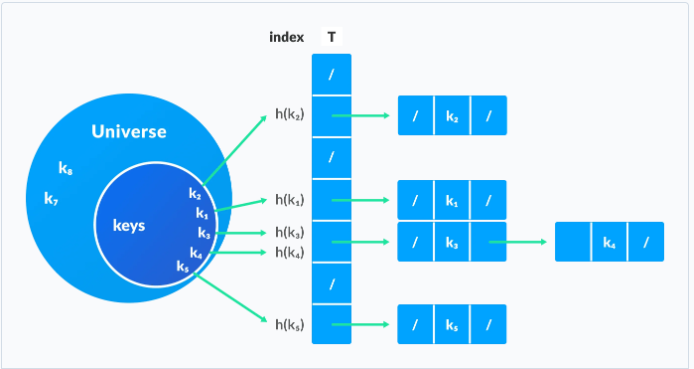 index T
/
h(k₂) / k₂ /
Universe
/
k₈
k₂
k₇
h(k₁) / k₁ /
k₁
keys
k₃
h(k₃) / k₃ k₄ /
h(k₄)
k₄
k₅
/
h(k₅) / k₅ /